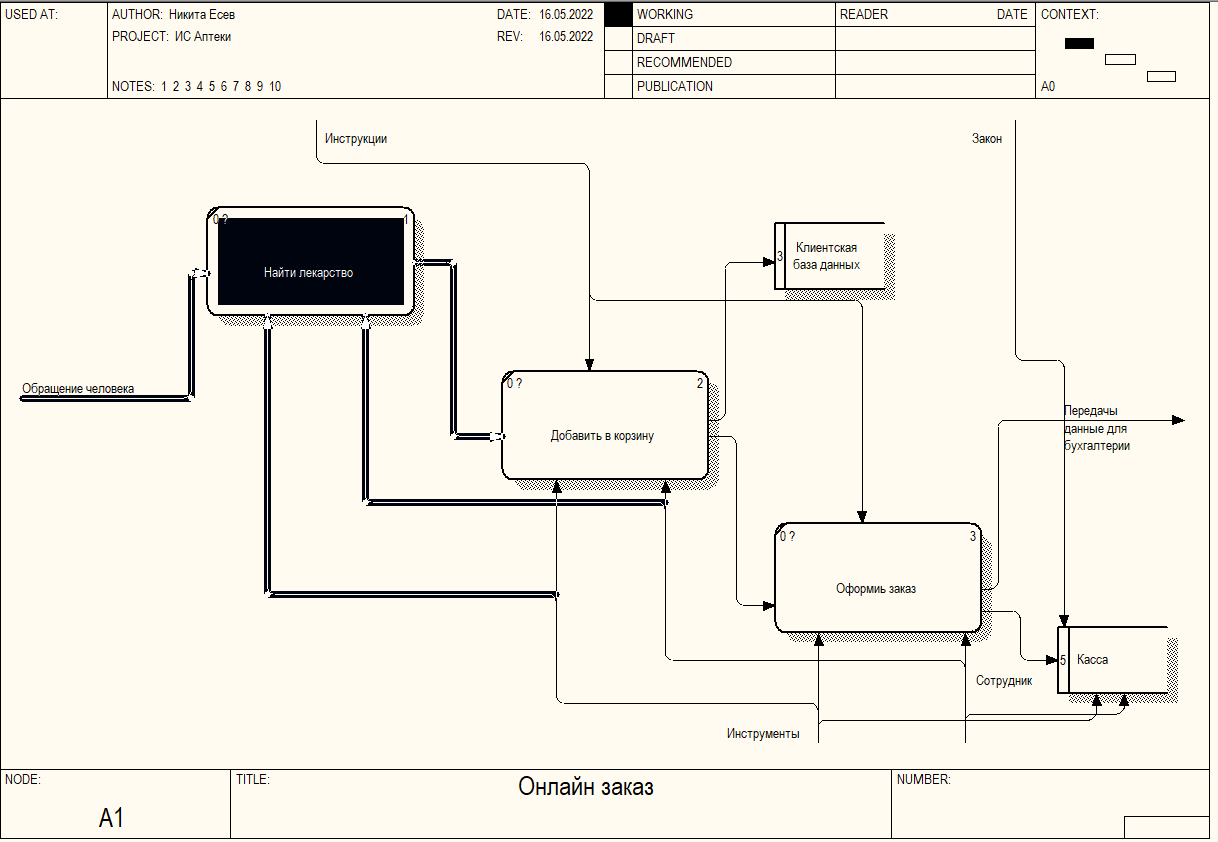 USED AT:
AUTHOR: Никита Есев
DATE: 16.05.2022
PROJECT: ИС Аптеки
REV: 16.05.2022
NOTES: 1 2 3 4 5 6 7 8 9 10
WORKING
DRAFT
RECOMMENDED
PUBLICATION
READER
DATE
CONTEXT:
A0
Инструкции
Закон
0 ?
1
Найти лекарство
3
Клиентская
база данных
Обращение человека
0 ?
2
Добавить в корзину
Передачы
данные для
бухгалтерии
0 ?
3
Оформиь заказ
5
Касса
Сотрудник
Инструменты
NODE:
A1
TITLE:
Онлайн заказ
NUMBER: